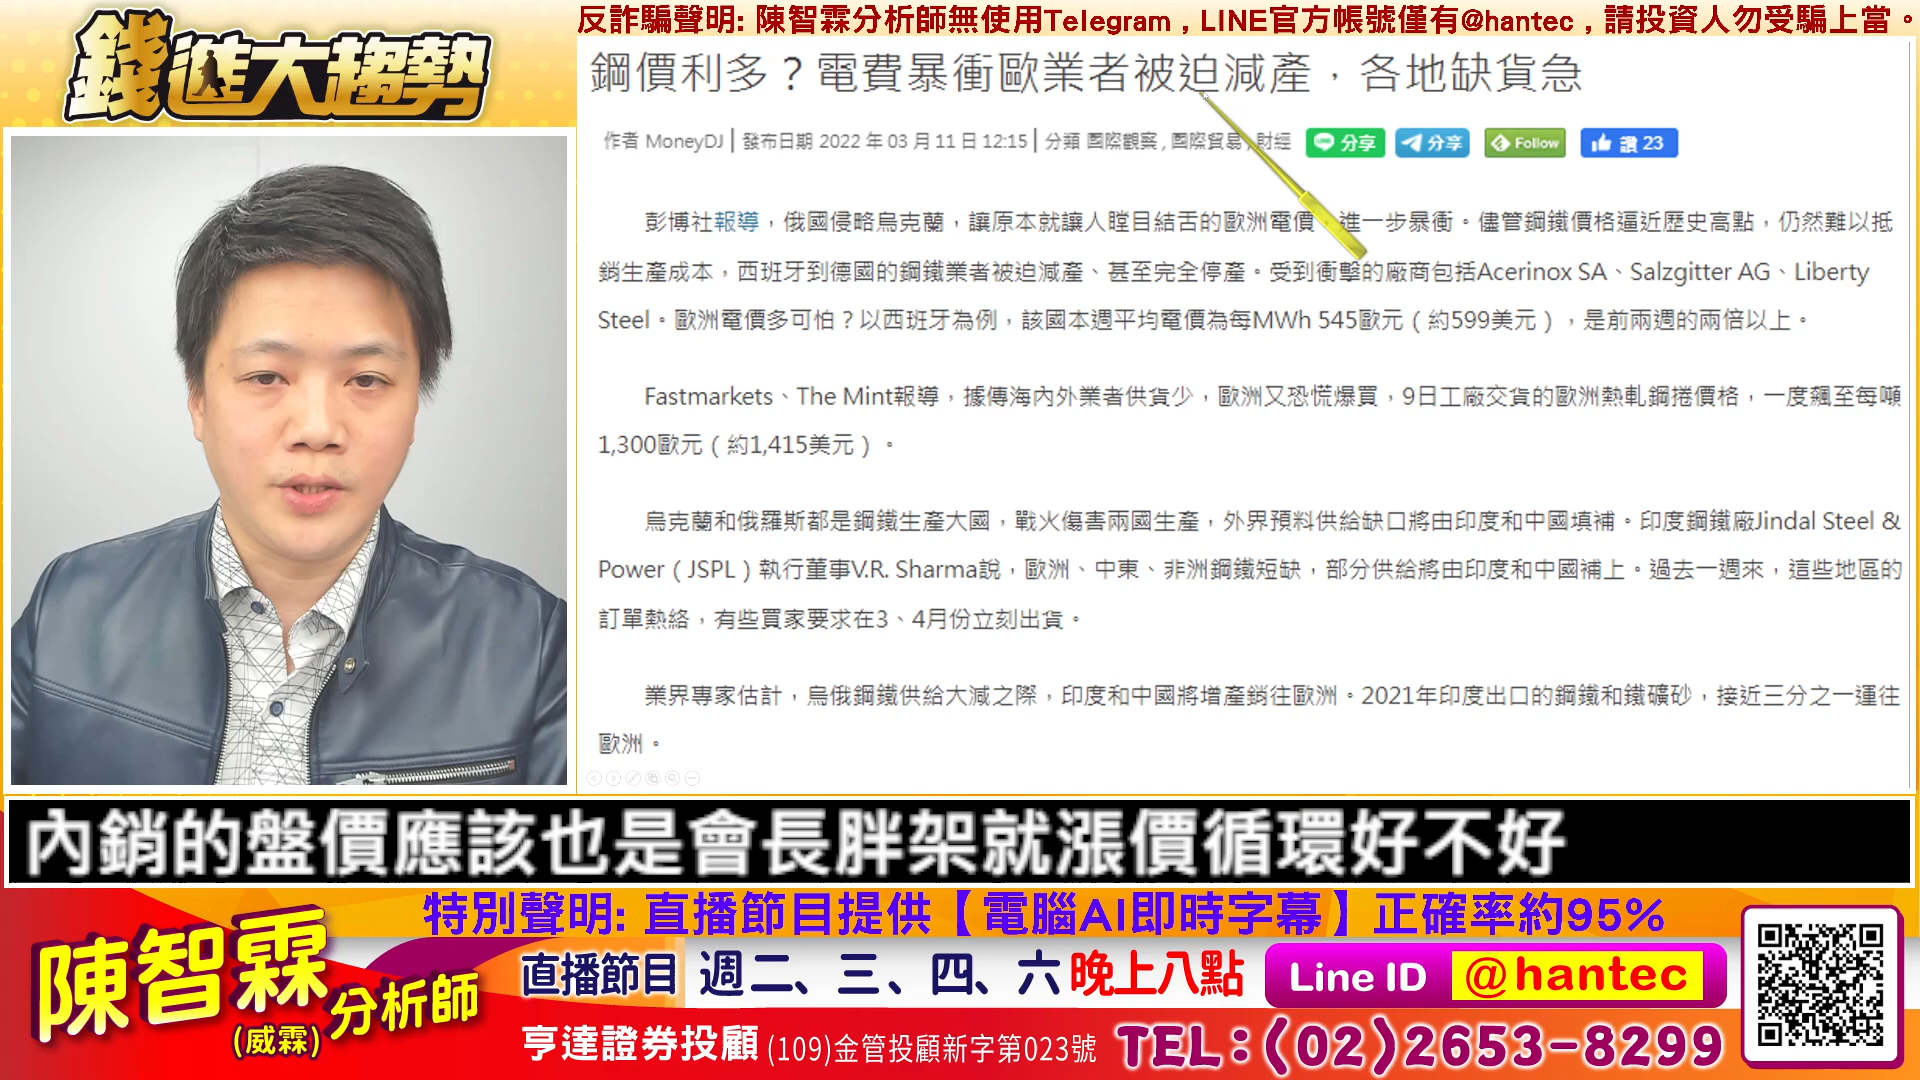 反詐騙聲明: 陳智霖分析師無使用Telegram , LINE官方帳號僅有@hantec , 請投資人勿受騙上當。
錢進大趨勢
鋼價利多？電費暴衝歐業者被迫減產，各地缺貨急
作者 MoneyDJ | 發布日期 2022 年 03 月 11 日 12:15 | 分類 國際觀察 , 國際貿易 , 財經 分享 分享 Follow 讚 23
彭博社報導，俄國侵略烏克蘭，讓原本就讓人瞠目結舌的歐洲電價，進一步暴衝。儘管鋼鐵價格逼近歷史高點，仍然難以抵
銷生產成本，西班牙到德國的鋼鐵業者被迫減產、甚至完全停產。受到衝擊的廠商包括Acerinox SA、Salzgitter AG、Liberty
Steel。歐洲電價多可怕？以西班牙為例，該國本週平均電價為每MWh 545歐元（約599美元），是前兩週的兩倍以上。
Fastmarkets、The Mint報導，據傳海內外業者供貨少，歐洲又恐慌爆買，9日工廠交貨的歐洲熱軋鋼捲價格，一度飆至每噸
1,300歐元（約1,415美元）。
烏克蘭和俄羅斯都是鋼鐵生產大國，戰火傷害兩國生產，外界預料供給缺口將由印度和中國填補。印度鋼鐵廠Jindal Steel &
Power（JSPL）執行董事V.R. Sharma說，歐洲、中東、非洲鋼鐵短缺，部分供給將由印度和中國補上。過去一週來，這些地區的
訂單熱絡，有些買家要求在3、4月份立刻出貨。
業界專家估計，烏俄鋼鐵供給大減之際，印度和中國將增產銷往歐洲。2021年印度出口的鋼鐵和鐵礦砂，接近三分之一運往
歐洲。
內銷的盤價應該也是會長胖架就漲價循環好不好
特別聲明: 直播節目提供【電腦AI即時字幕】正確率約95%
陳智霖分析師
(威霖)
直播節目 週二、三、四、六 晚上八點 Line ID @hantec
亨達證券投顧 (109)金管投顧新字第023號 TEL:(02)2653-8299